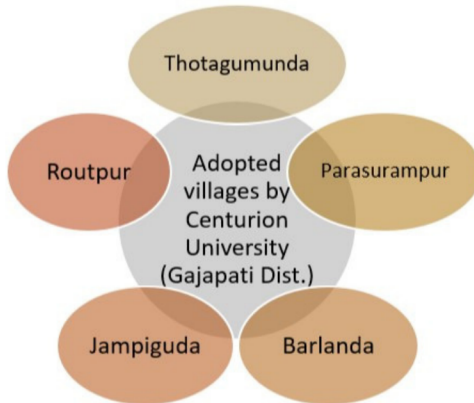 Thotagumunda
Routpur
Parasurampur
Adopted
villages by
Centurion
University
(Gajapati Dist.)
Jampiguda
Barlanda